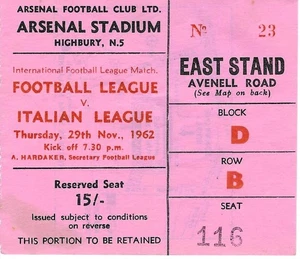 ARSENAL FOOTBALL CLUB LTD.
ARSENAL STADIUM
HIGHBURY, N.5
International Football League Match.
FOOTBALL LEAGUE
V.
ITALIAN LEAGUE
Thursday, 29th Nov., 1962
Kick off 7.30 p.m.
A. HARDAKER, Secretary Football League
Reserved Seat
15/-
Issued subject to conditions
on reverse
THIS PORTION TO BE RETAINED
No 23
EAST STAND
AVENELL ROAD
(See Map on back)
BLOCK
D
ROW
B
SEAT
116